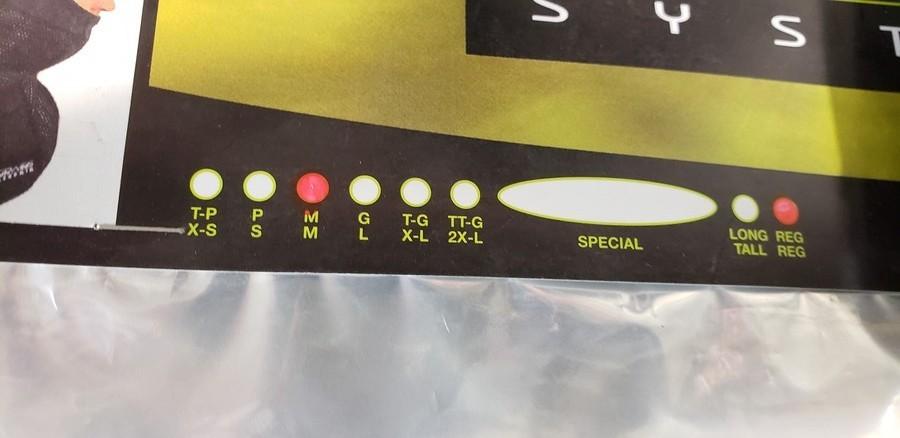 S Y S T
T-P P M G T-G TT-G
X-S S M L X-L 2X-L
SPECIAL
LONG REG
TALL REG